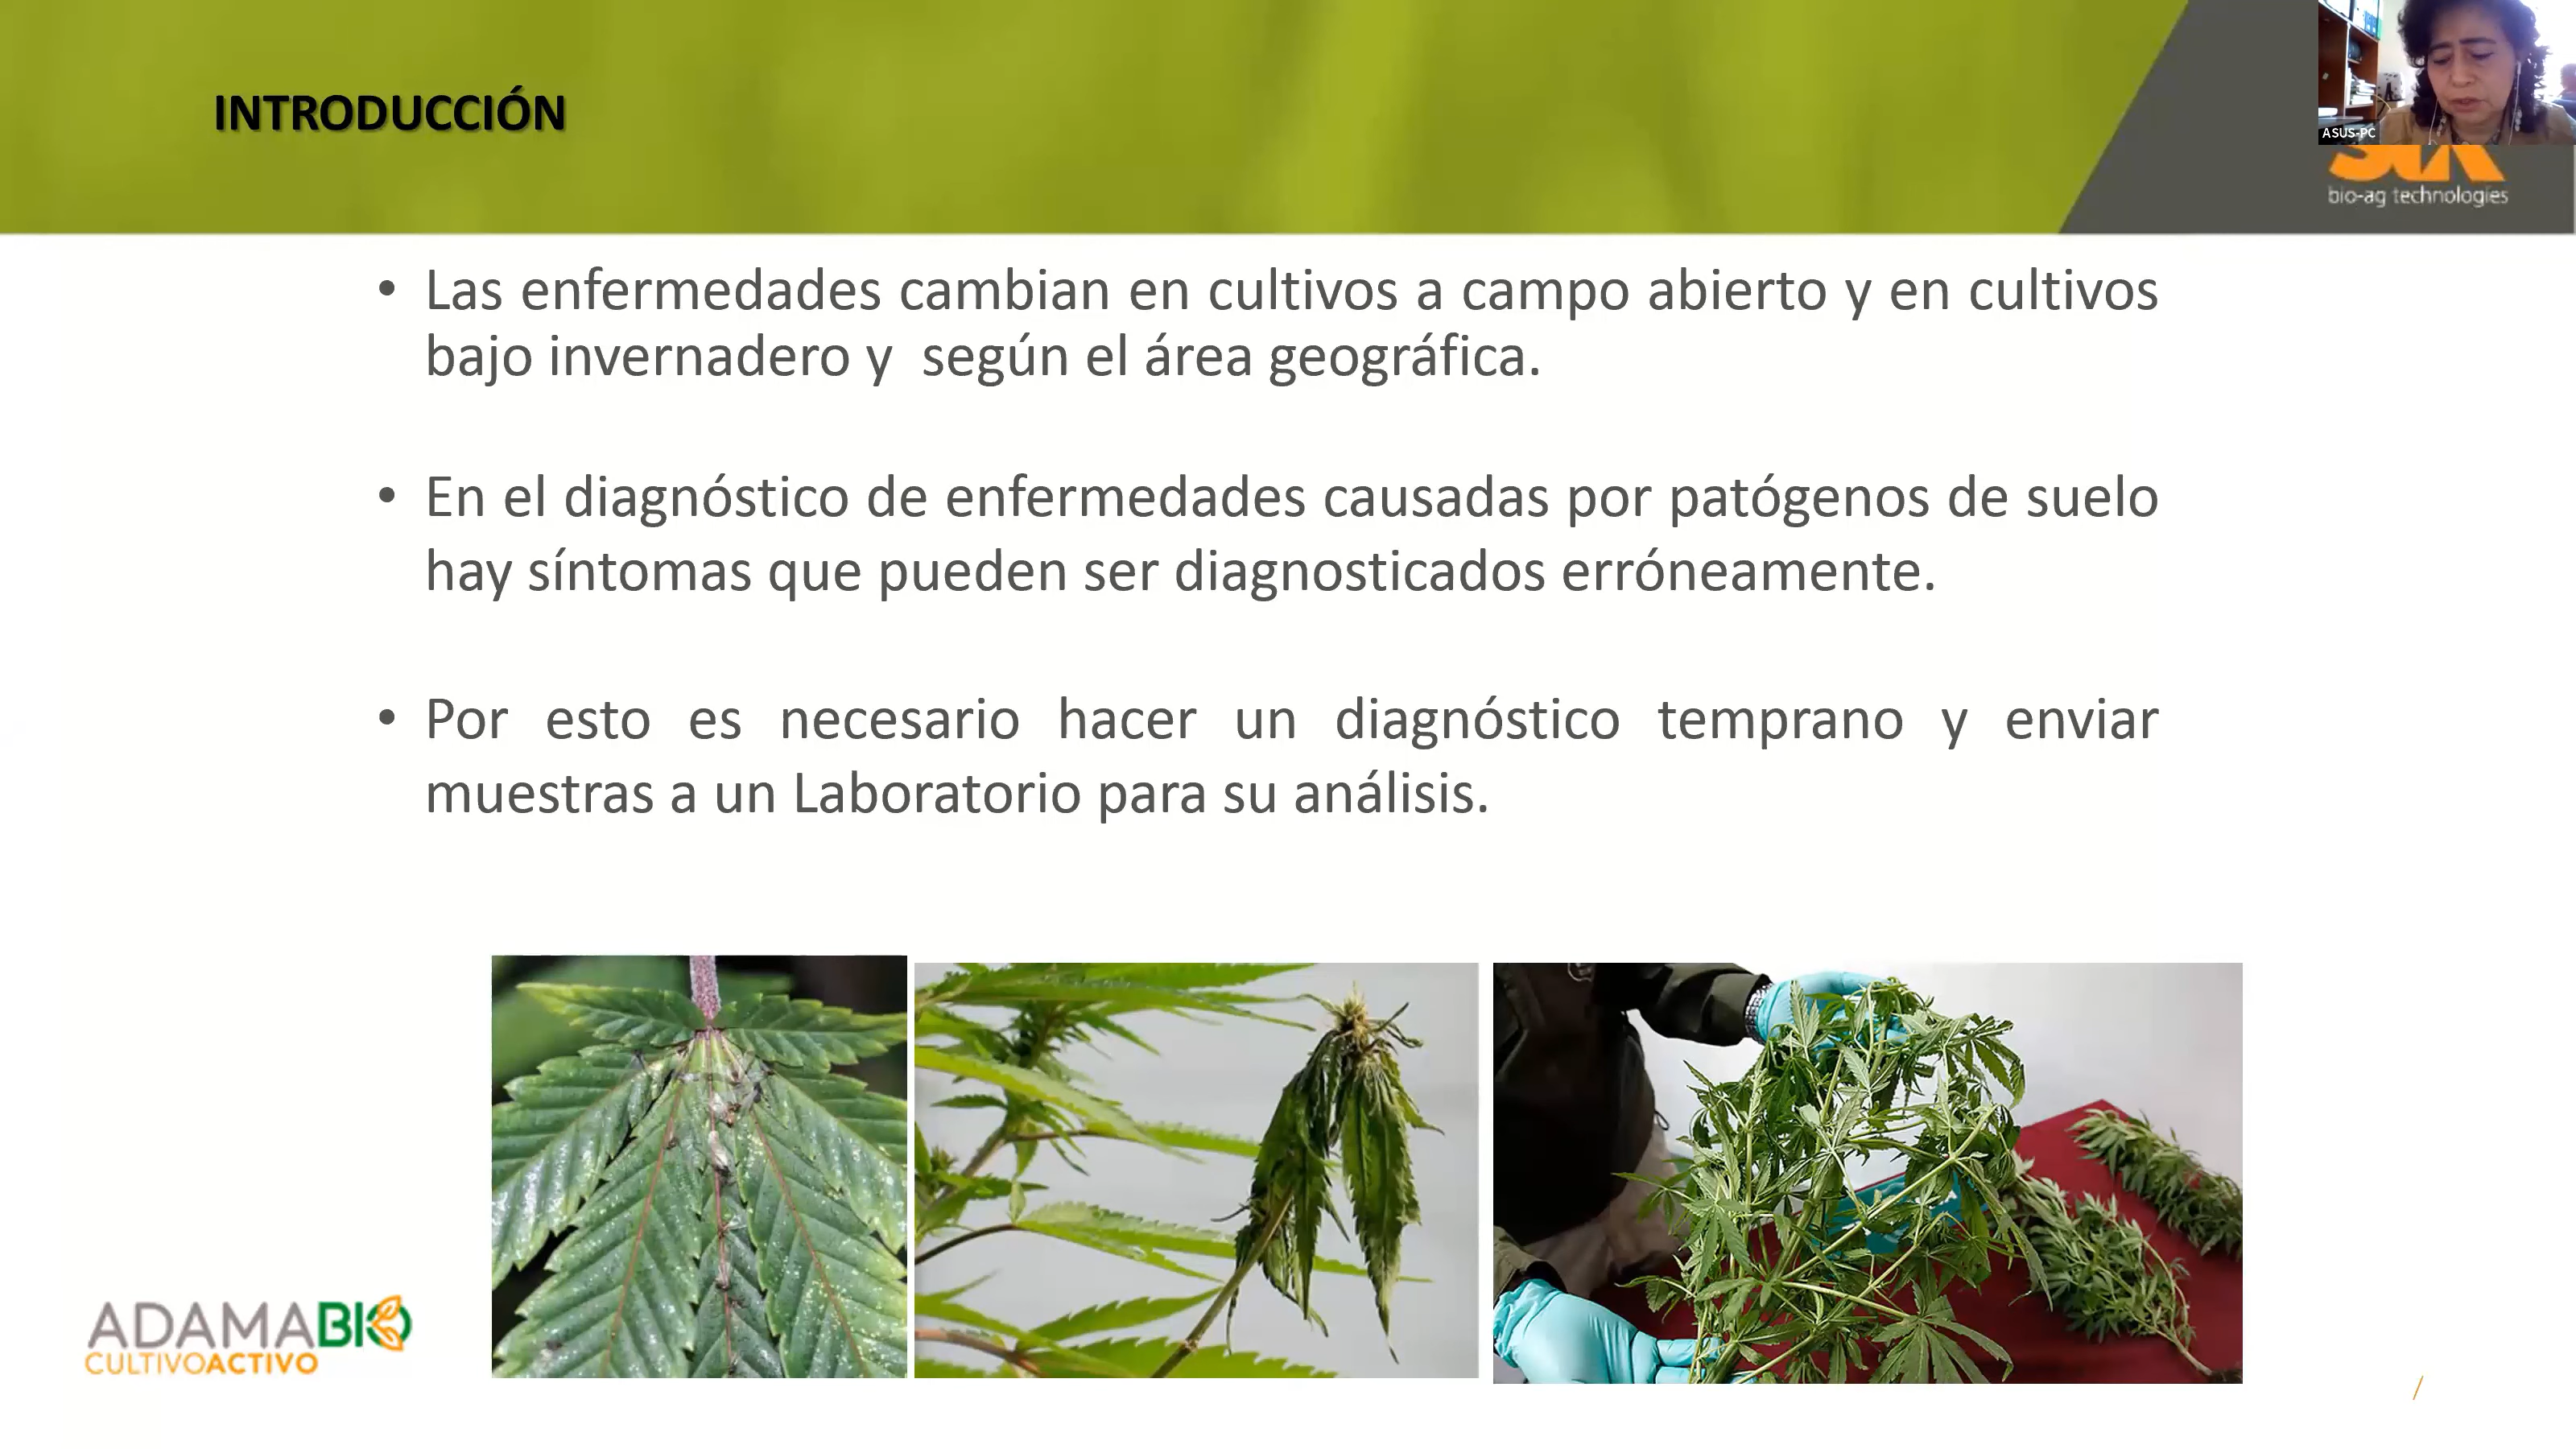 INTRODUCCIÓN
ASUS-PC
bio-ag technologies
• Las enfermedades cambian en cultivos a campo abierto y en cultivos
bajo invernadero y según el área geográfica.
• En el diagnóstico de enfermedades causadas por patógenos de suelo
hay síntomas que pueden ser diagnosticados erróneamente.
• Por esto es necesario hacer un diagnóstico temprano y enviar
muestras a un Laboratorio para su análisis.
ADAMABIO
CULTIVOACTIVO
/